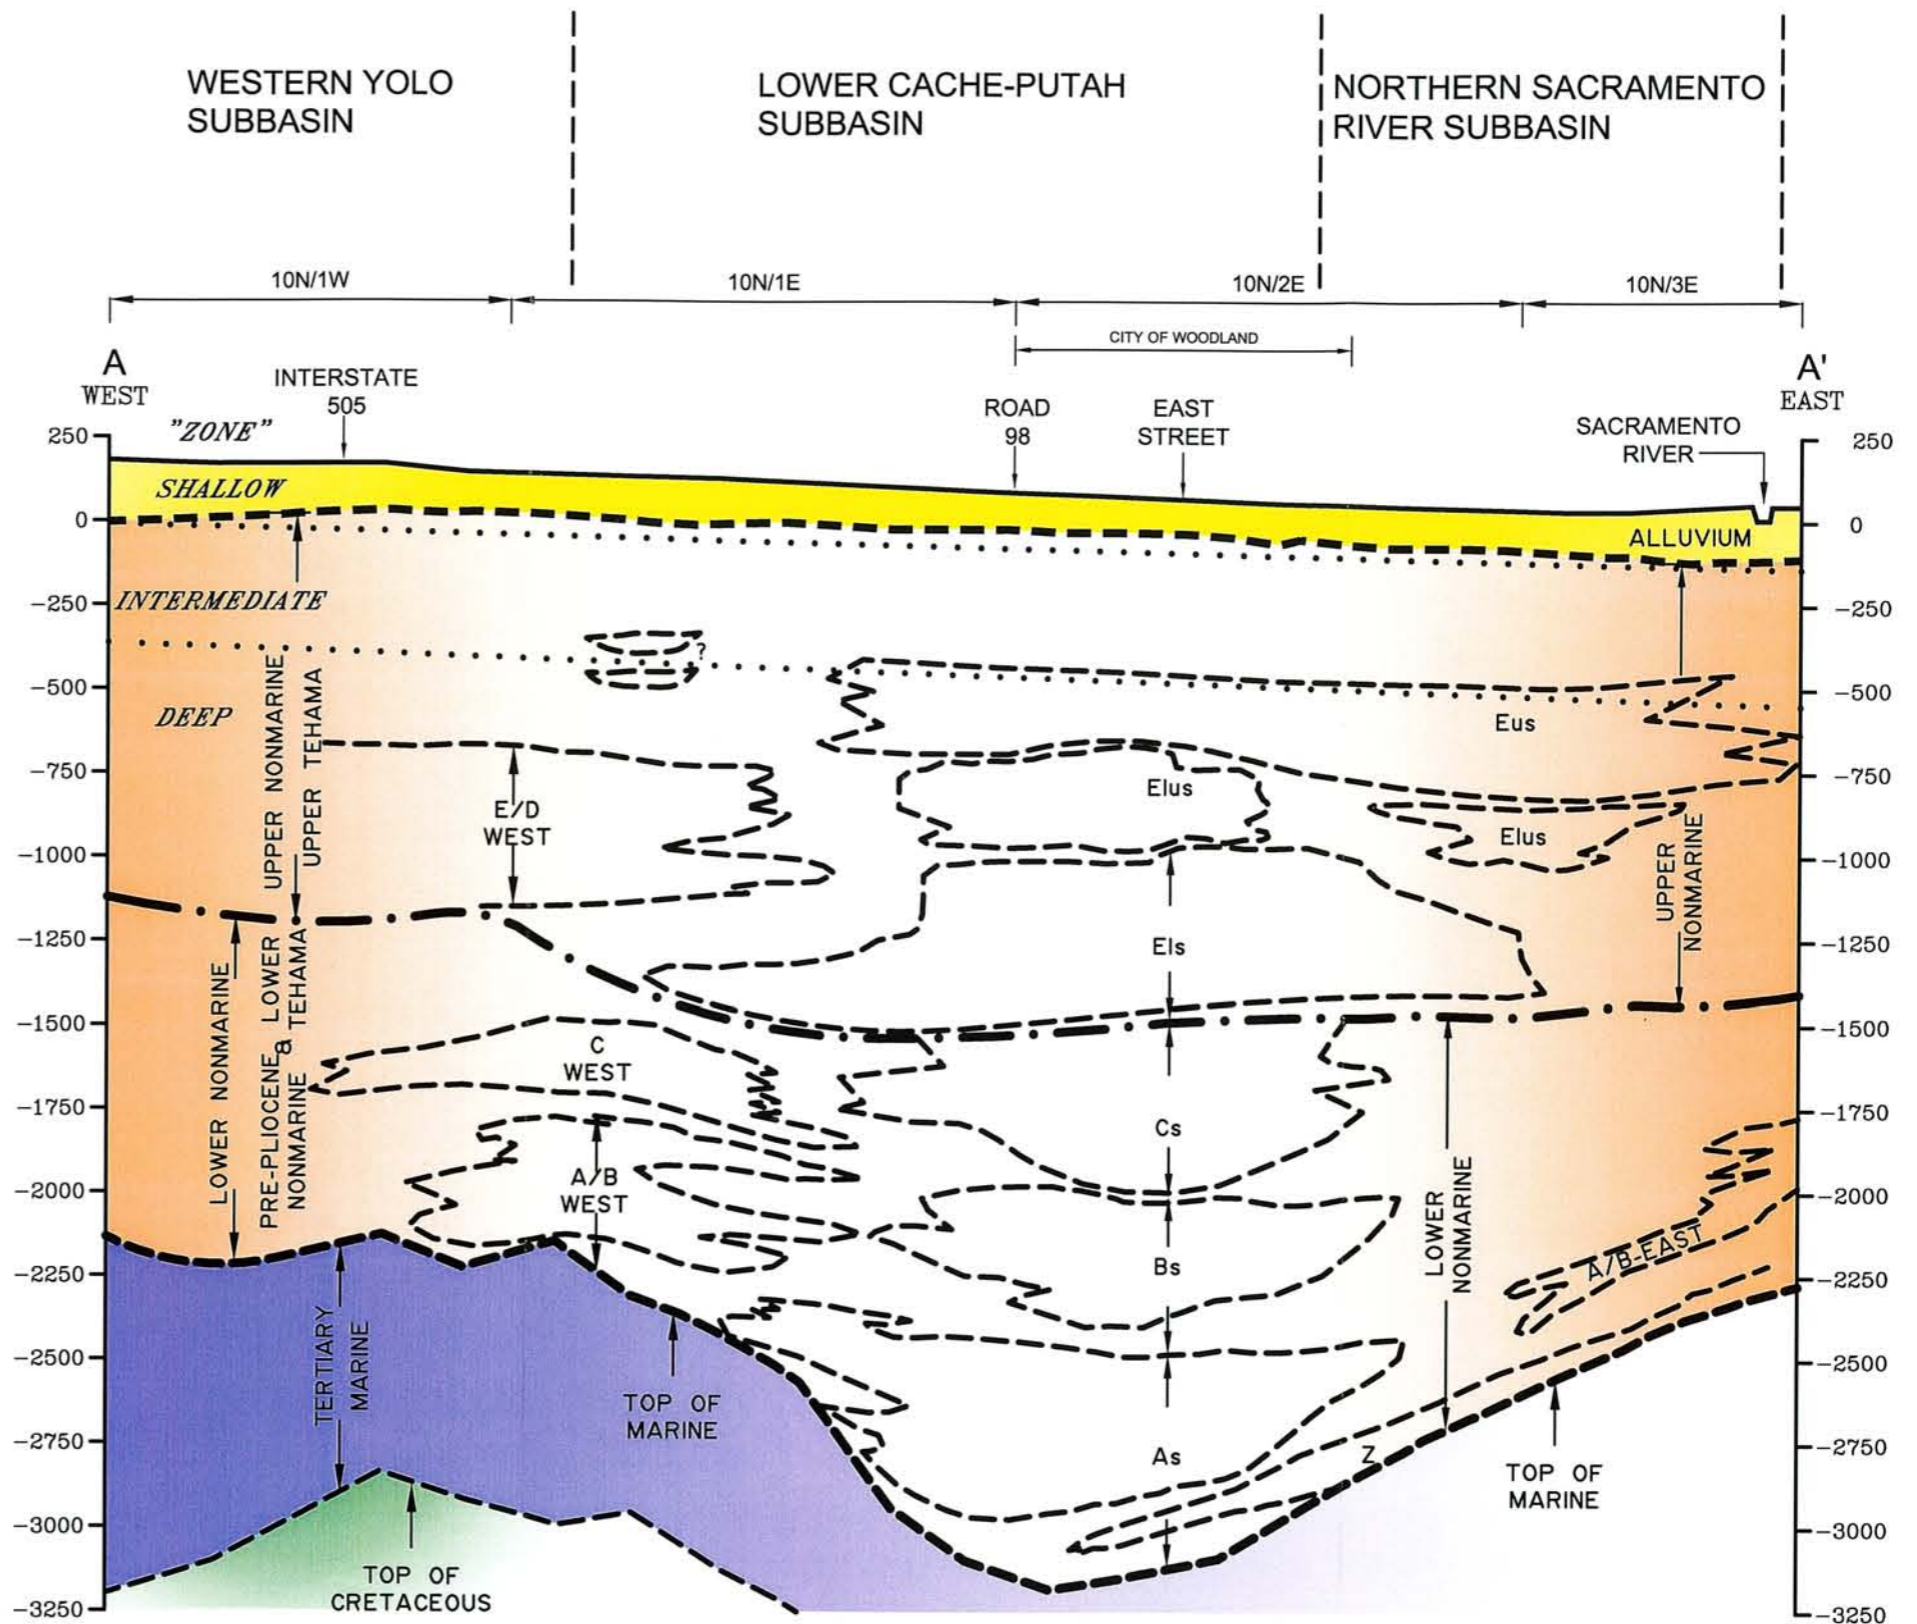 WESTERN YOLO
SUBBASIN
LOWER CACHE-PUTAH
SUBBASIN
NORTHERN SACRAMENTO
RIVER SUBBASIN
10N/1W
10N/1E
10N/2E
10N/3E
CITY OF WOODLAND
A
WEST
A'
EAST
INTERSTATE
505
ROAD
98
EAST
STREET
SACRAMENTO
RIVER
"ZONE"
SHALLOW
ALLUVIUM
INTERMEDIATE
DEEP
250
0
-250
-500
-750
-1000
-1250
-1500
-1750
-2000
-2250
-2500
-2750
-3000
-3250
250
0
-250
-500
-750
-1000
-1250
-1500
-1750
-2000
-2250
-2500
-2750
-3000
-3250
UPPER NONMARINE
UPPER TEHAMA
?
Eus
E/D
WEST
Elus
Elus
UPPER
NONMARINE
Els
LOWER NONMARINE
PRE-PLIOCENE LOWER
NONMARINE & TEHAMA
C
WEST
Cs
A/B
WEST
Bs
LOWER
NONMARINE
A/B-EAST
TERTIARY
MARINE
TOP OF
MARINE
As
Z
TOP OF
MARINE
TOP OF
CRETACEOUS